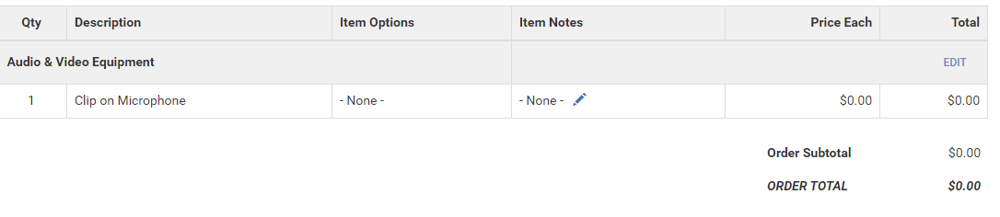 Qty Description Item Options Item Notes Price Each Total
Audio & Video Equipment EDIT
1 Clip on Microphone - None - - None - $0.00 $0.00
Order Subtotal $0.00
ORDER TOTAL $0.00